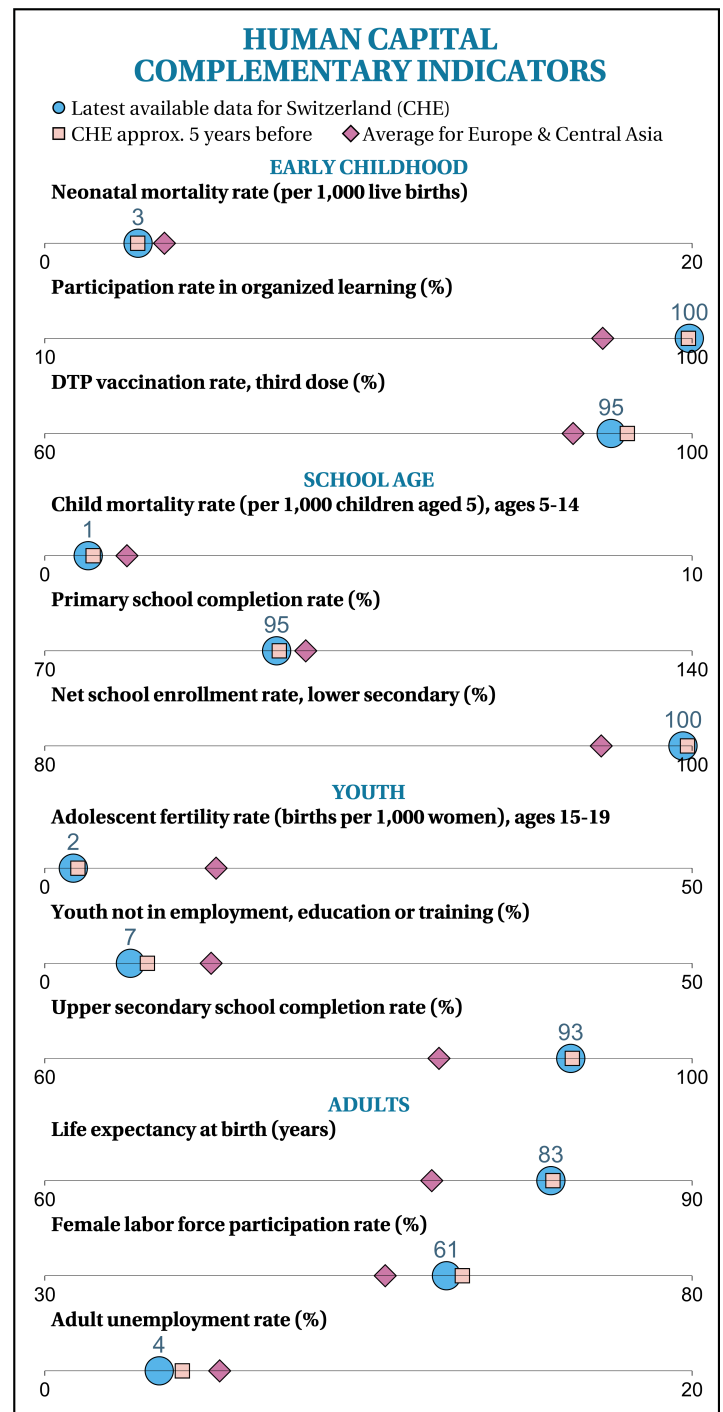 HUMAN CAPITAL
COMPLEMENTARY INDICATORS
Latest available data for Switzerland (CHE)
CHE approx. 5 years before Average for Europe & Central Asia
EARLY CHILDHOOD
Neonatal mortality rate (per 1,000 live births)
3
0 20
Participation rate in organized learning (%)
100
10 100
DTP vaccination rate, third dose (%)
95
60 100
SCHOOL AGE
Child mortality rate (per 1,000 children aged 5), ages 5-14
1
0 10
Primary school completion rate (%)
95
70 140
Net school enrollment rate, lower secondary (%)
100
80 100
YOUTH
Adolescent fertility rate (births per 1,000 women), ages 15-19
2
0 50
Youth not in employment, education or training (%)
7
0 50
Upper secondary school completion rate (%)
93
60 100
ADULTS
Life expectancy at birth (years)
83
60 90
Female labor force participation rate (%)
61
30 80
Adult unemployment rate (%)
4
0 20